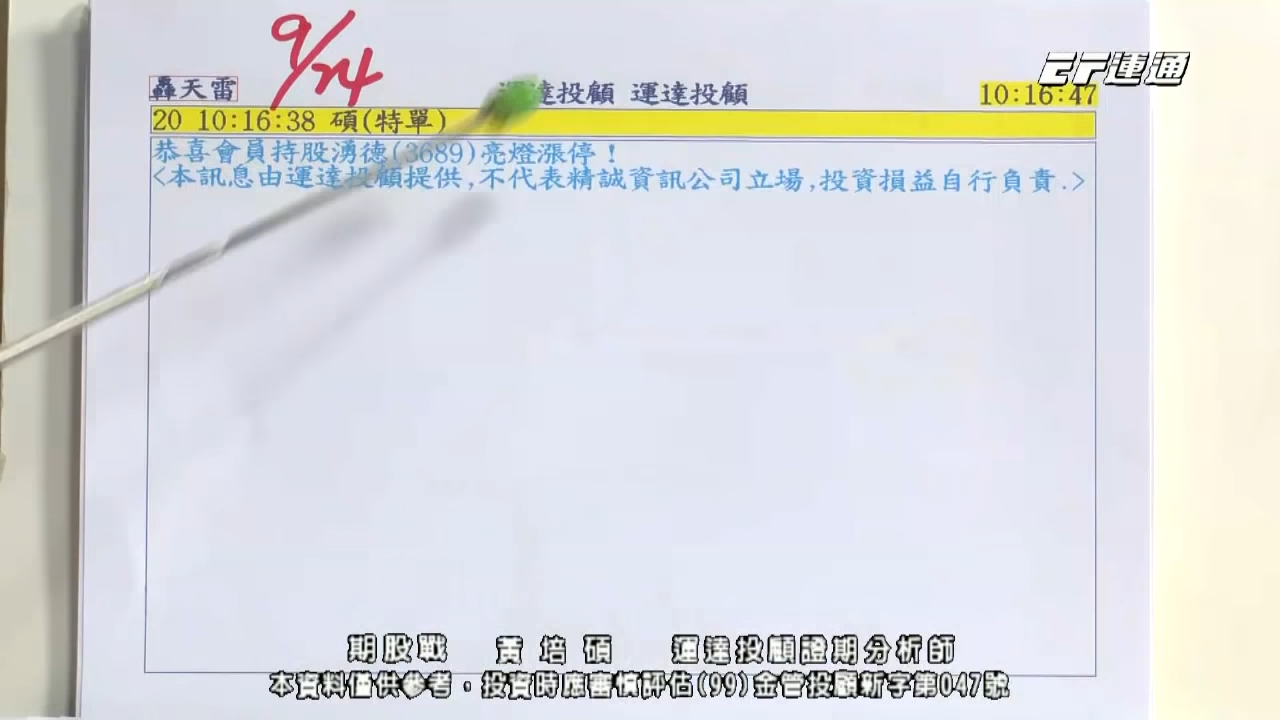 9/24
EF運通
轟天雷 運達投顧 運達投顧 10:16:47
20 10:16:38 碩(特單)
恭喜會員持股湧德(3689)亮燈漲停！
<本訊息由運達投顧提供,不代表精誠資訊公司立場,投資損益自行負責.>
期股戰 黃培碩 運達投顧證期分析師
本資料僅供參考。投資時應審慎評估(99)金管投顧新字第047號